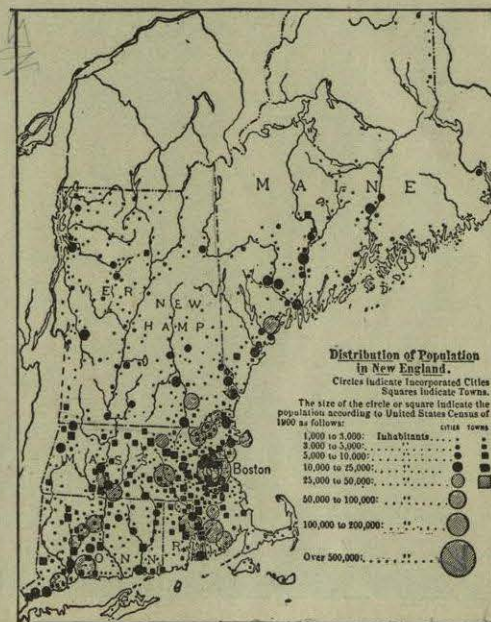 MAINE
VER
NEW
HAMP
MASS
Boston
CONN
R.I.
Distribution of Population
in New England.
Circles indicate Incorporated Cities
Squares indicate Towns.
The size of the circle or square indicate the
population according to United States Census of
1900 as follows:
CITIES TOWNS
1,000 to 3,000: Inhabitants
3,000 to 5,000: "
5,000 to 10,000: "
10,000 to 25,000: "
25,000 to 50,000: "
50,000 to 100,000: "
100,000 to 200,000: "
Over 500,000: "